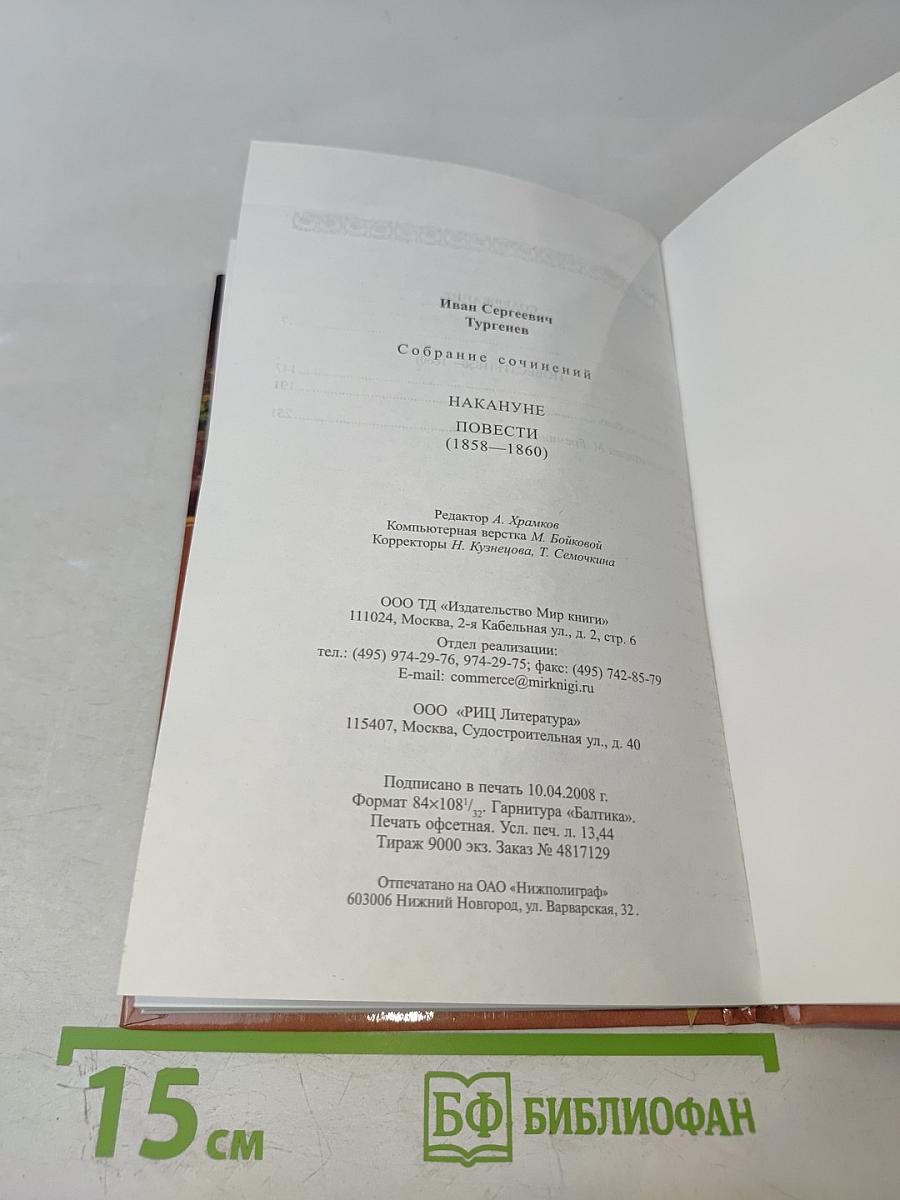 Иван Сергеевич
Тургенев
Собрание сочинений
НАКАНУНЕ
ПОВЕСТИ
(1858—1860)
Редактор А. Храмков
Компьютерная верстка М. Бойковой
Корректоры Н. Кузнецова, Т. Семочкина
ООО ТД «Издательство Мир книги»
111024, Москва, 2-я Кабельная ул., д. 2, стр. 6
Отдел реализации:
тел.: (495) 974-29-76, 974-29-75; факс: (495) 742-85-79
E-mail: commerce@mirknigi.ru
ООО «РИЦ Литература»
115407, Москва, Судостроительная ул., д. 40
Подписано в печать 10.04.2008 г.
Формат 84×108¹/₃₂. Гарнитура «Балтика».
Печать офсетная. Усл. печ. л. 13,44
Тираж 9000 экз. Заказ № 4817129
Отпечатано на ОАО «Нижполиграф»
603006 Нижний Новгород, ул. Варварская, 32.
15 см
БФ БИБЛИОФАН